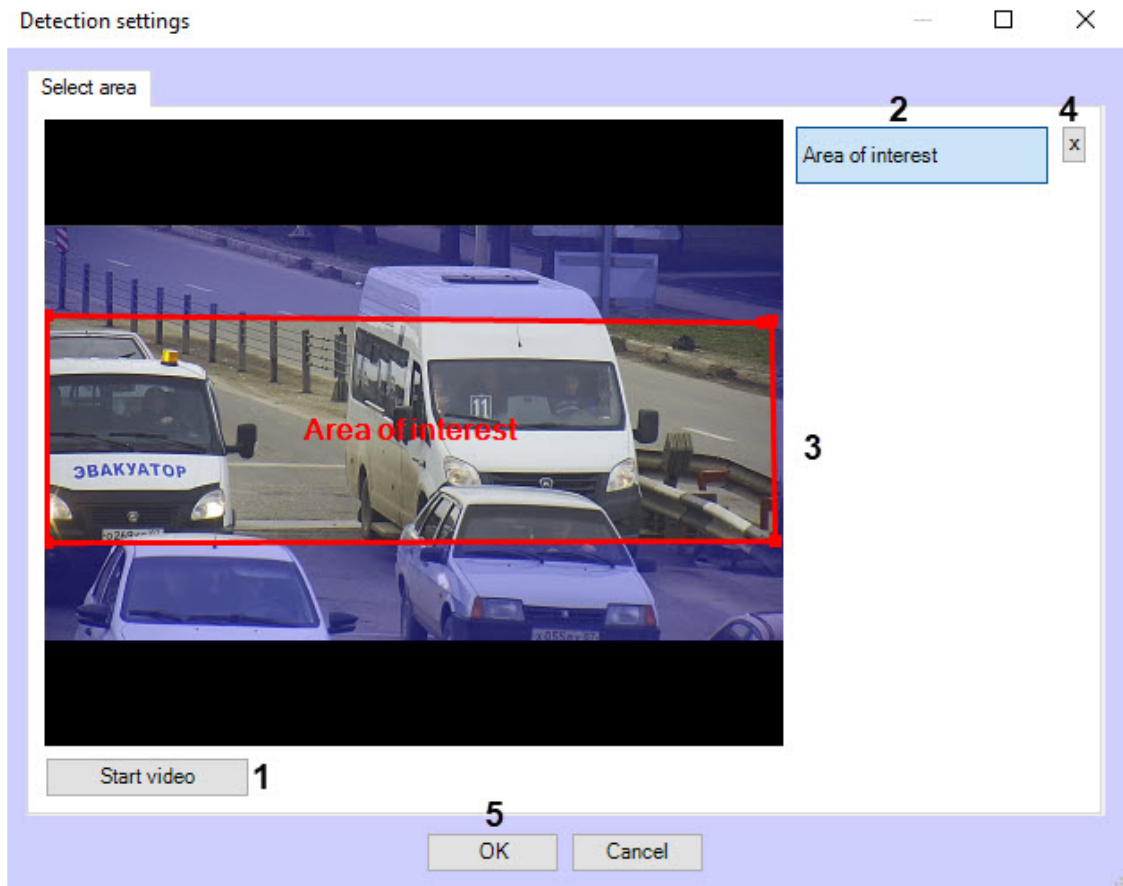 Detection settings
Select area
2
4
Area of interest
x
11
Area of interest
3
ЭВАКУАТОР
Start video
1
5
OK
Cancel